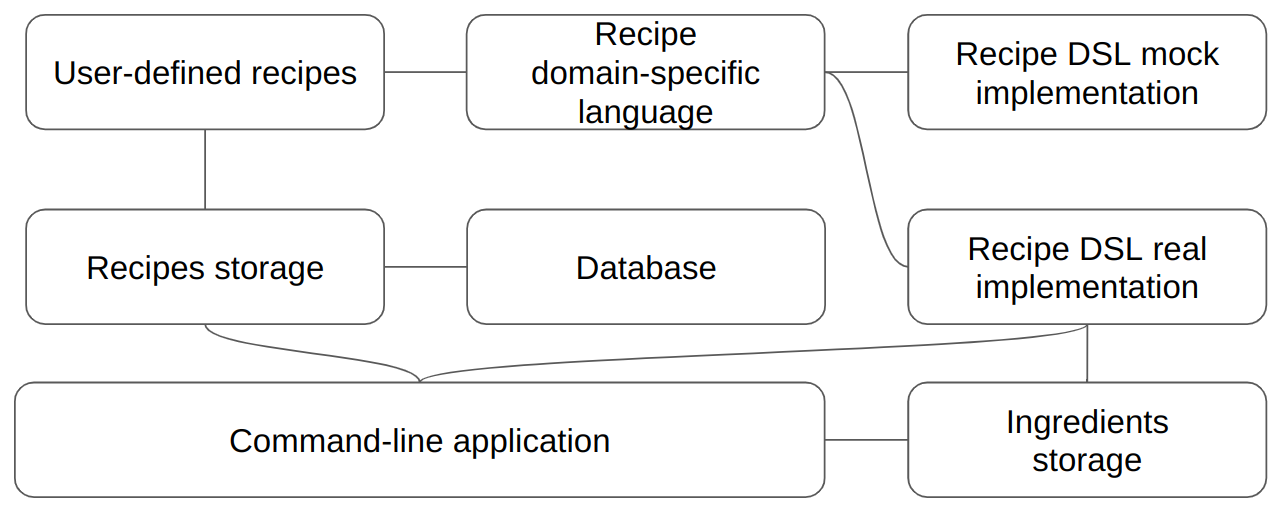 User-defined recipes
Recipe
domain-specific
language
Recipe DSL mock
implementation
Recipes storage
Database
Recipe DSL real
implementation
Command-line application
Ingredients
storage